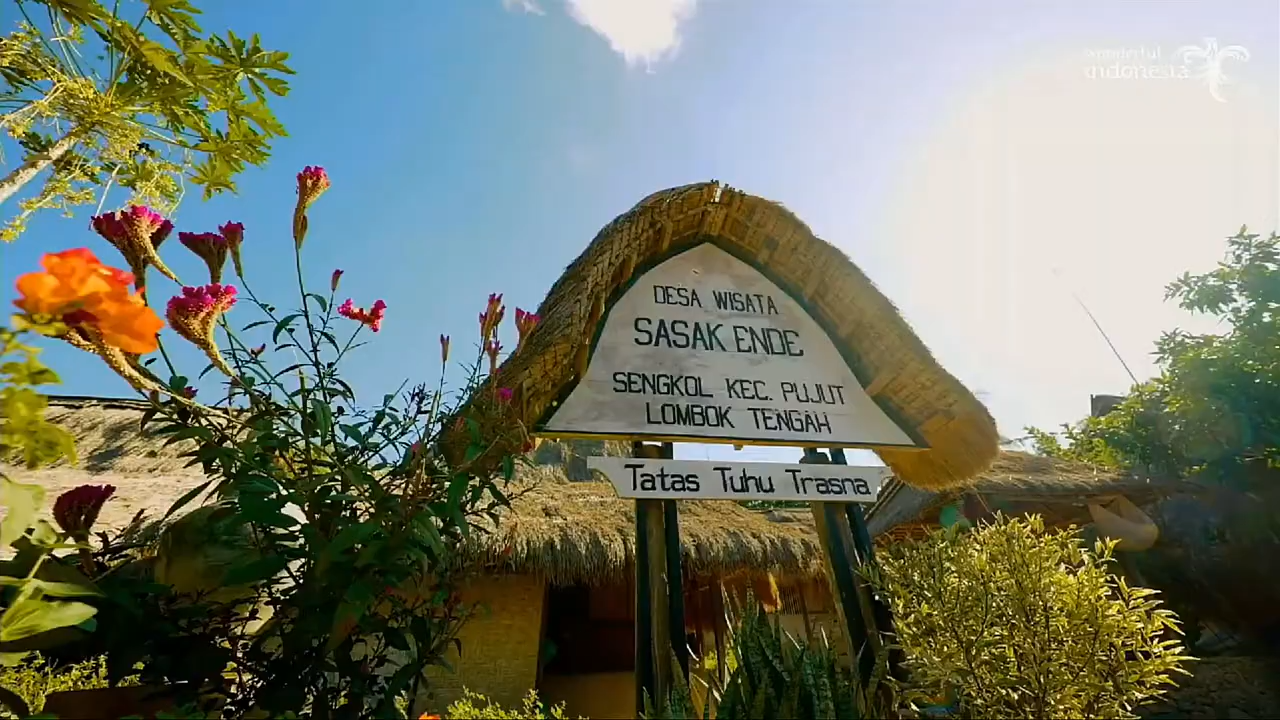 wonderful
indonesia
DESA WISATA
SASAK ENDE
SENGKOL KEC. PUJUT
LOMBOK TENGAH
Tatas Tuhu Trasna